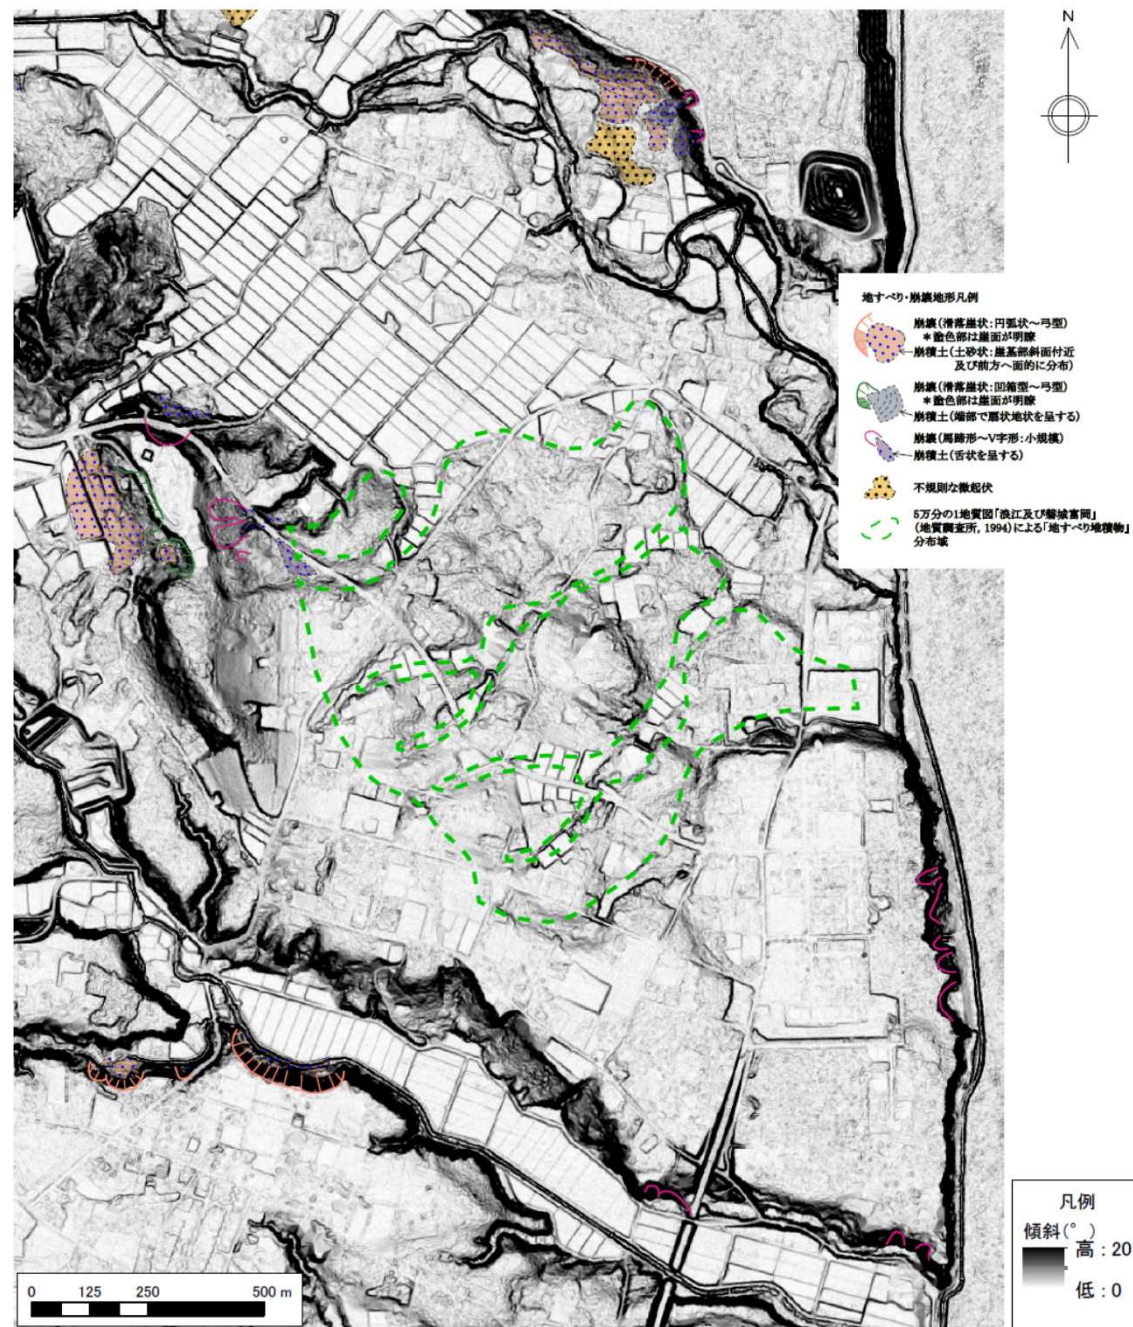 N
地すべり・崩壊地形凡例
崩壊(滑落崖状:円弧状~弓型)
＊塗色部は崖面が明瞭
崩積土(土砂状:崖基部斜面付近
及び前方へ面的に分布)
崩壊(滑落崖状:凹箱型~弓型)
＊塗色部は崖面が明瞭
崩積土(端部で扇状地状を呈する)
崩壊(馬蹄形~V字形:小規模)
崩積土(舌状を呈する)
不規則な微起伏
5万分の1地質図「浪江及び磐城富岡」
(地質調査所, 1994)による「地すべり堆積物」
分布域
凡例
傾斜(°)
高 : 20
低 : 0
0 125 250 500 m